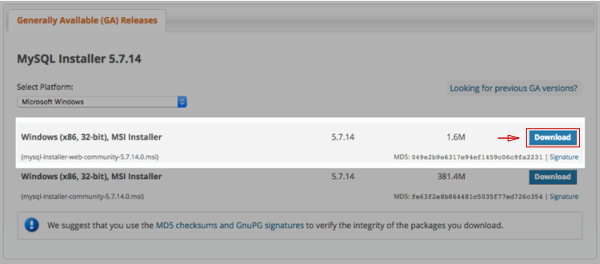 Generally Available (GA) Releases
MySQL Installer 5.7.14
Select Platform:
Looking for previous GA versions?
Microsoft Windows
Windows (x86, 32-bit), MSI Installer 5.7.14 1.6M Download
(mysql-installer-web-community-5.7.14.0.msi) MD5: 049e2b9e6317e94ef1459c06c9fa2231 | Signature
Windows (x86, 32-bit), MSI Installer 5.7.14 381.4M Download
(mysql-installer-community-5.7.14.0.msi) MD5: fe63f2e8b864481c5035f77ed726c354 | Signature
We suggest that you use the MD5 checksums and GnuPG signatures to verify the integrity of the packages you download.